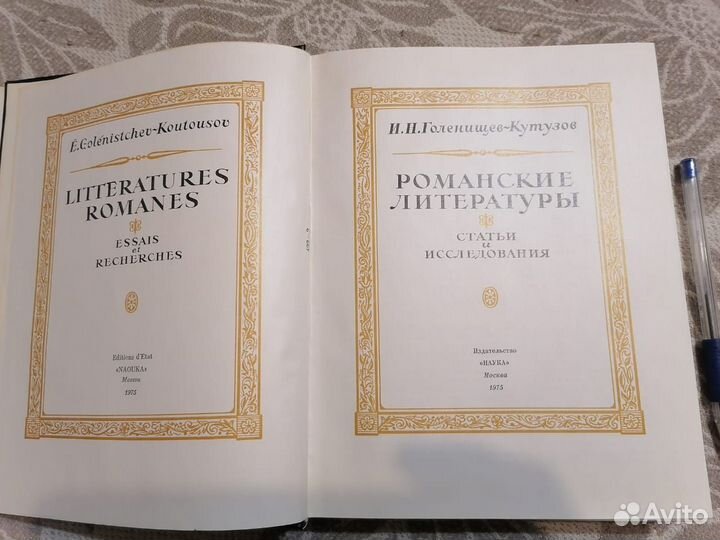 É. Golénistchev-Koutousov
LITTÉRATURES
ROMANES
ESSAIS
et
RECHERCHES
Editions d'Etat
«NAOUKA»
Moscou
1975
И. Н. Голенищев-Кутузов
РОМАНСКИЕ
ЛИТЕРАТУРЫ
СТАТЬИ
и
ИССЛЕДОВАНИЯ
Издательство
«НАУКА»
Москва
1975
Avito